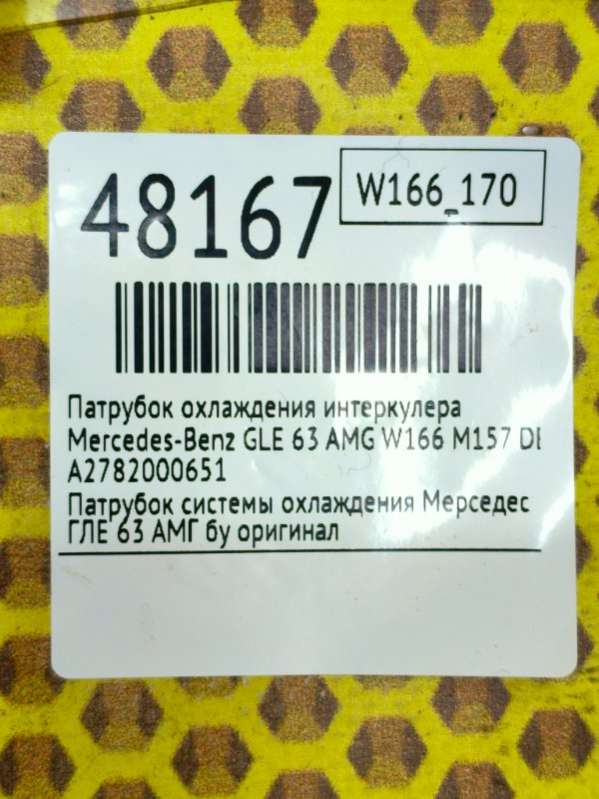 48167
W166_170
Патрубок охлаждения интеркулера
Mercedes-Benz GLE 63 AMG W166 M157 DE
A2782000651
Патрубок системы охлаждения Мерседес
ГЛЕ 63 АМГ бу оригинал